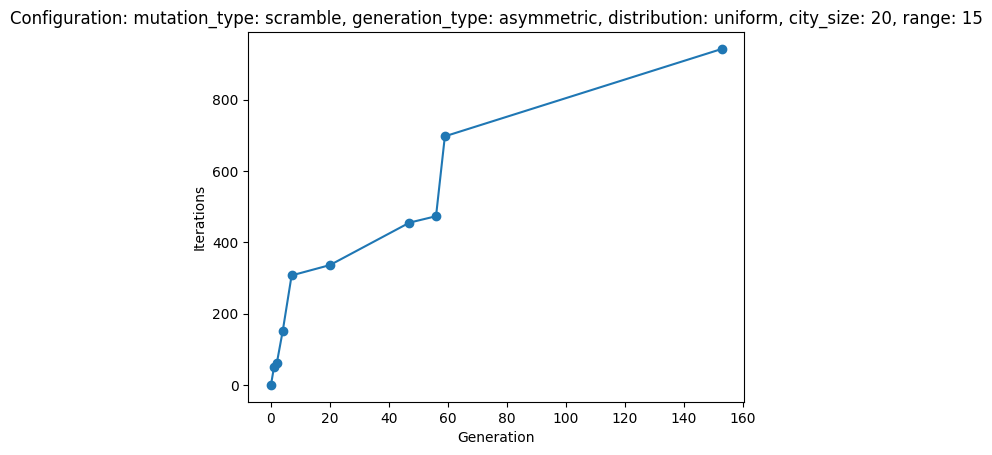 Configuration: mutation_type: scramble, generation_type: asymmetric, distribution: uniform, city_size: 20, range: 15
800
600
400
200
0
Iterations
0 20 40 60 80 100 120 140 160
Generation